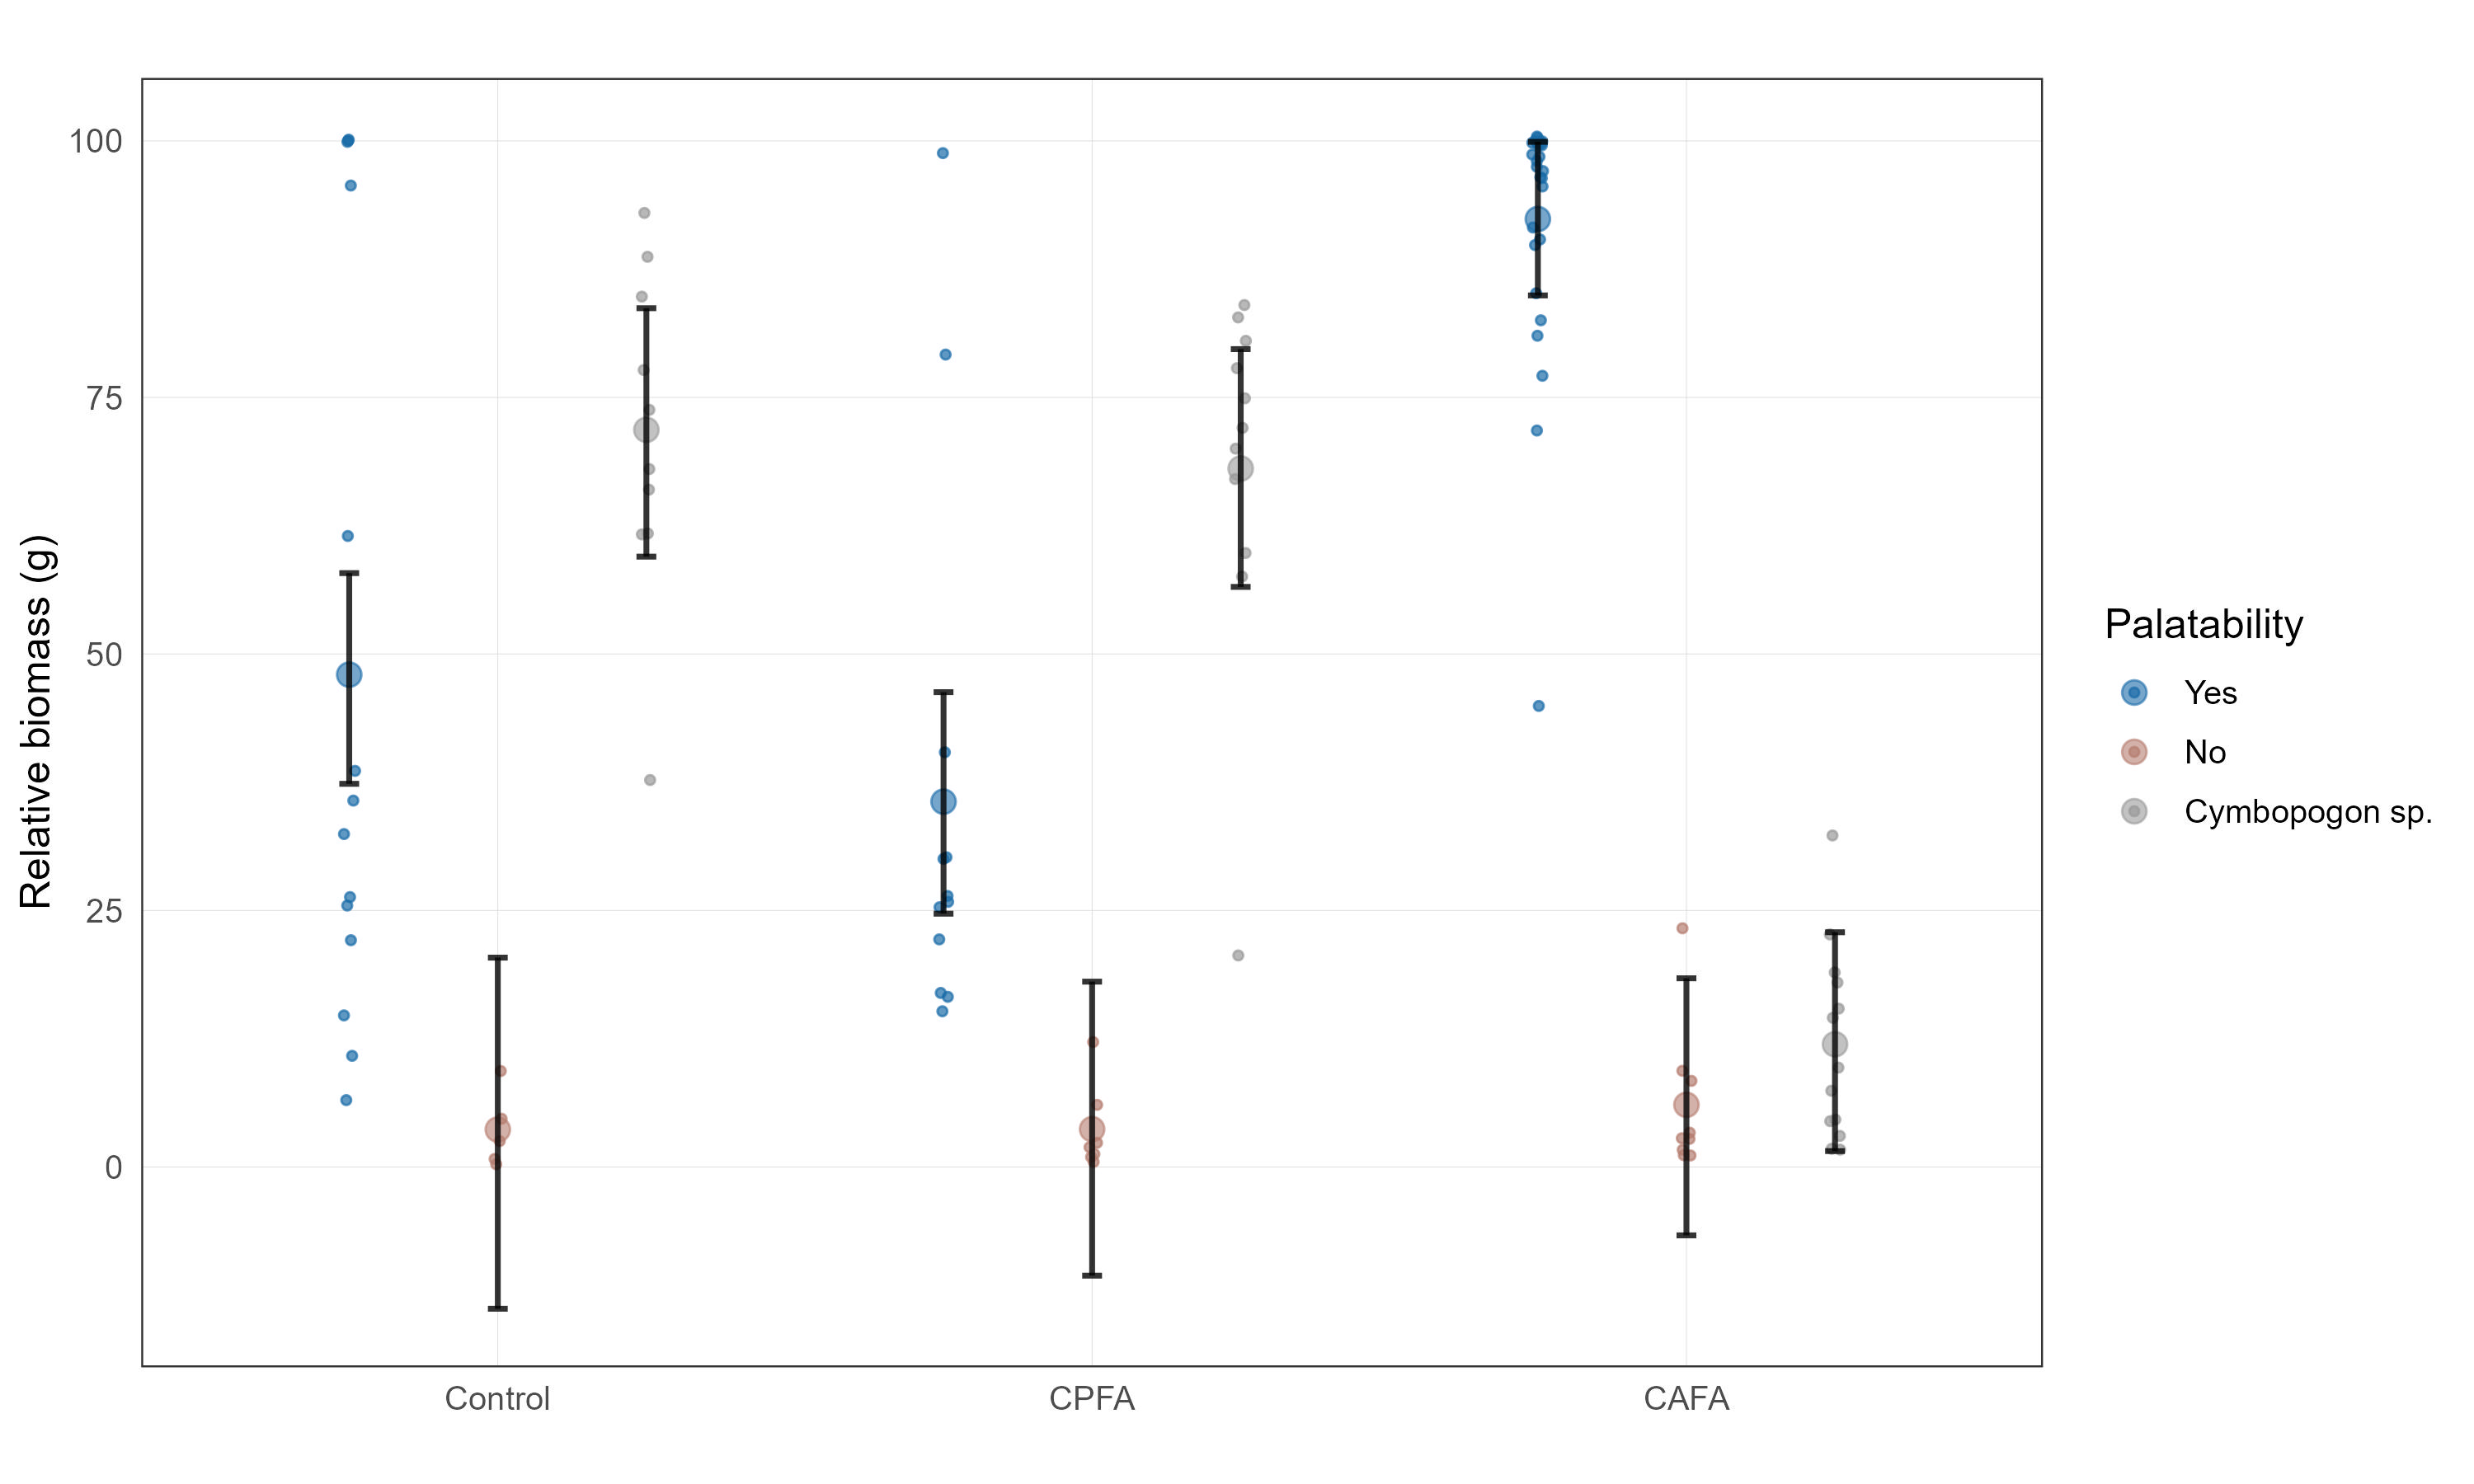 Relative biomass (g)
100
75
50
25
0
Control
CPFA
CAFA
Palatability
Yes
No
Cymbopogon sp.